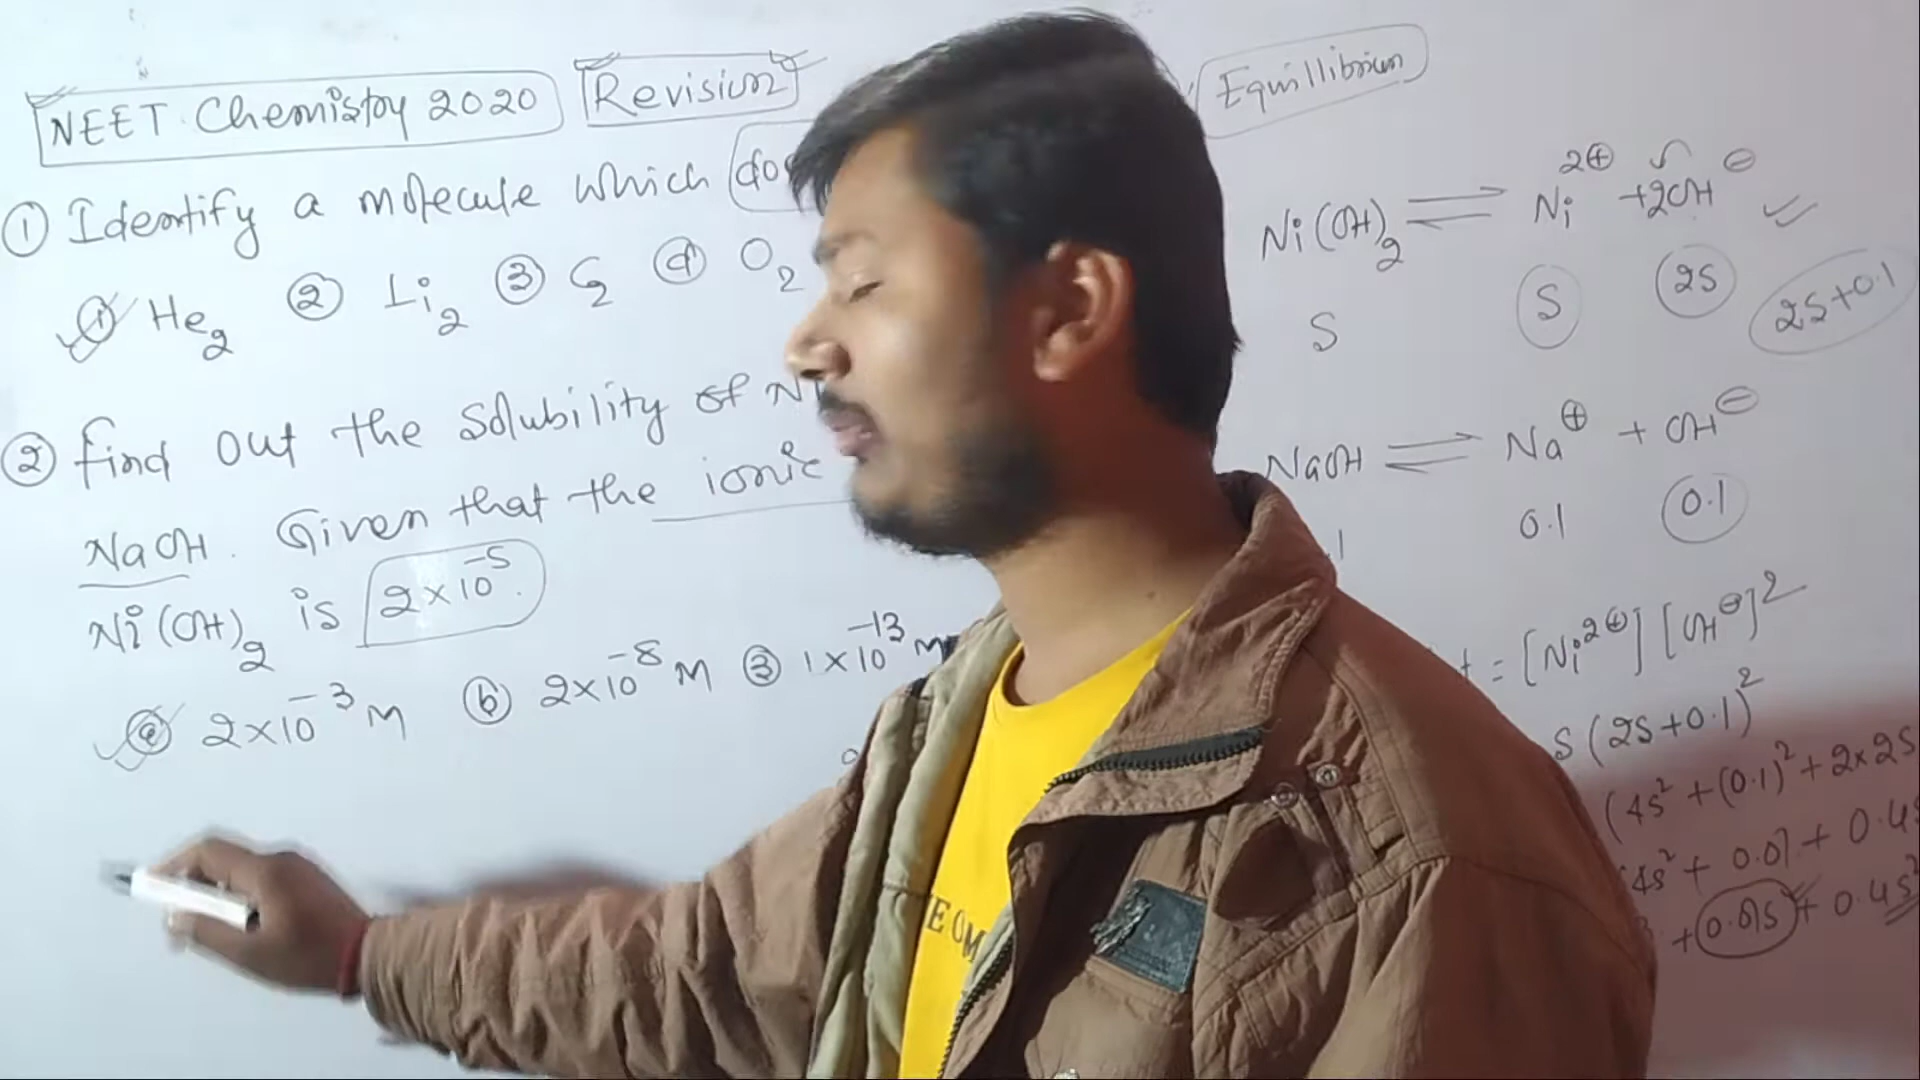 NEET Chemistry 2020 Revision
Equillibrium
① Identify a molecule which
① He₂ ② Li₂ ③ C₂ ④ O₂
② find out the solubility of
NaOH. Given that the ionic
Ni(OH)₂ is 2×10⁻⁵.
ⓐ 2×10⁻³ M ⓑ 2×10⁻⁸ M ③ 1×10⁻¹³ M
Ni(OH)₂ ⇌ Ni²⊕ + 2OH⊖
S S 2S 2S+0.1
NaOH ⇌ Na⊕ + OH⊖
0.1 0.1
= [Ni²⊕] [OH⊖]²
S (2S+0.1)²
(4S² + (0.1)² + 2×2S
4S² + 0.01 + 0.4S
+ 0.01S + 0.4S²